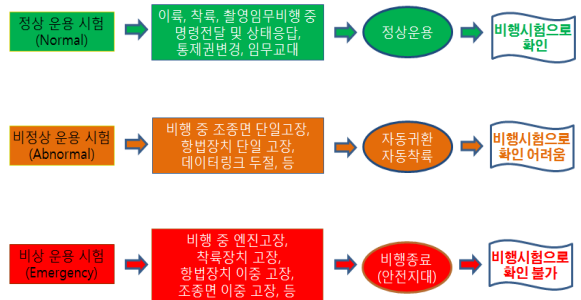 정상 운용 시험
(Normal)
이륙, 착륙, 촬영임무비행 중
명령전달 및 상태응답,
통제권변경, 임무교대
정상운용
비행시험으로
확인
비정상 운용 시험
(Abnormal)
비행 중 조종면 단일고장,
항법장치 단일 고장,
데이터링크 두절, 등
자동귀환
자동착륙
비행시험으로
확인 어려움
비상 운용 시험
(Emergency)
비행 중 엔진고장,
착륙장치 고장,
항법장치 이중 고장,
조종면 이중 고장, 등
비행종료
(안전지대)
비행시험으로
확인 불가